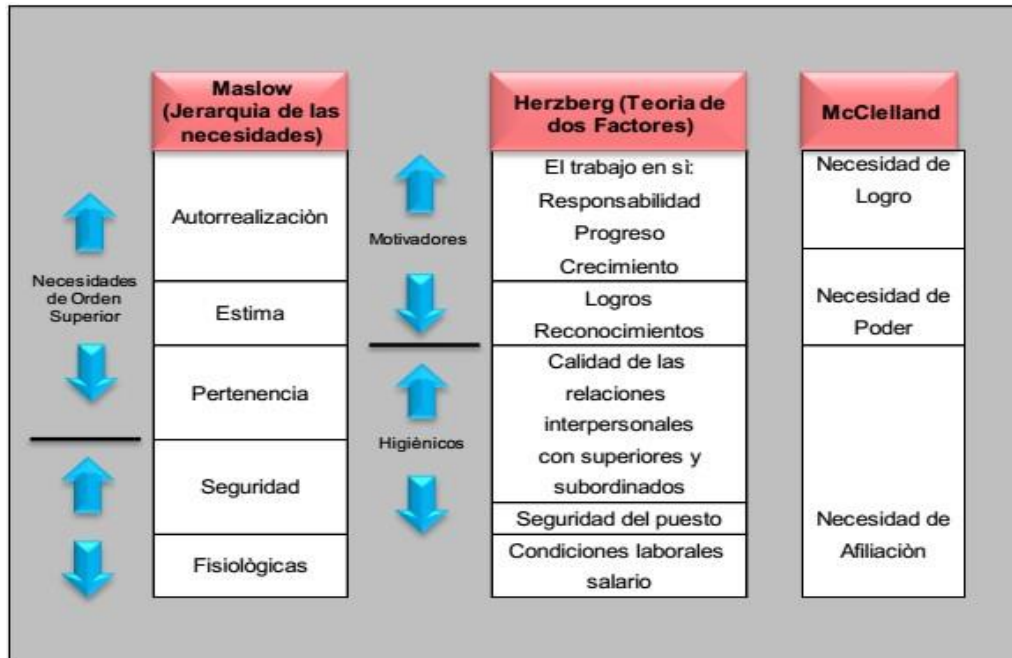 Maslow
(Jerarquia de las
necesidades)
Autorrealizaciòn
Estima
Pertenencia
Seguridad
Fisiològicas
Necesidades
de Orden
Superior
Herzberg (Teorìa de
dos Factores)
El trabajo en sì:
Responsabilidad
Progreso
Crecimiento
Logros
Reconocimientos
Calidad de las
relaciones
interpersonales
con superiores y
subordinados
Seguridad del puesto
Condiciones laborales
salario
Motivadores
Higiènicos
McClelland
Necesidad de
Logro
Necesidad de
Poder
Necesidad de
Afiliaciòn